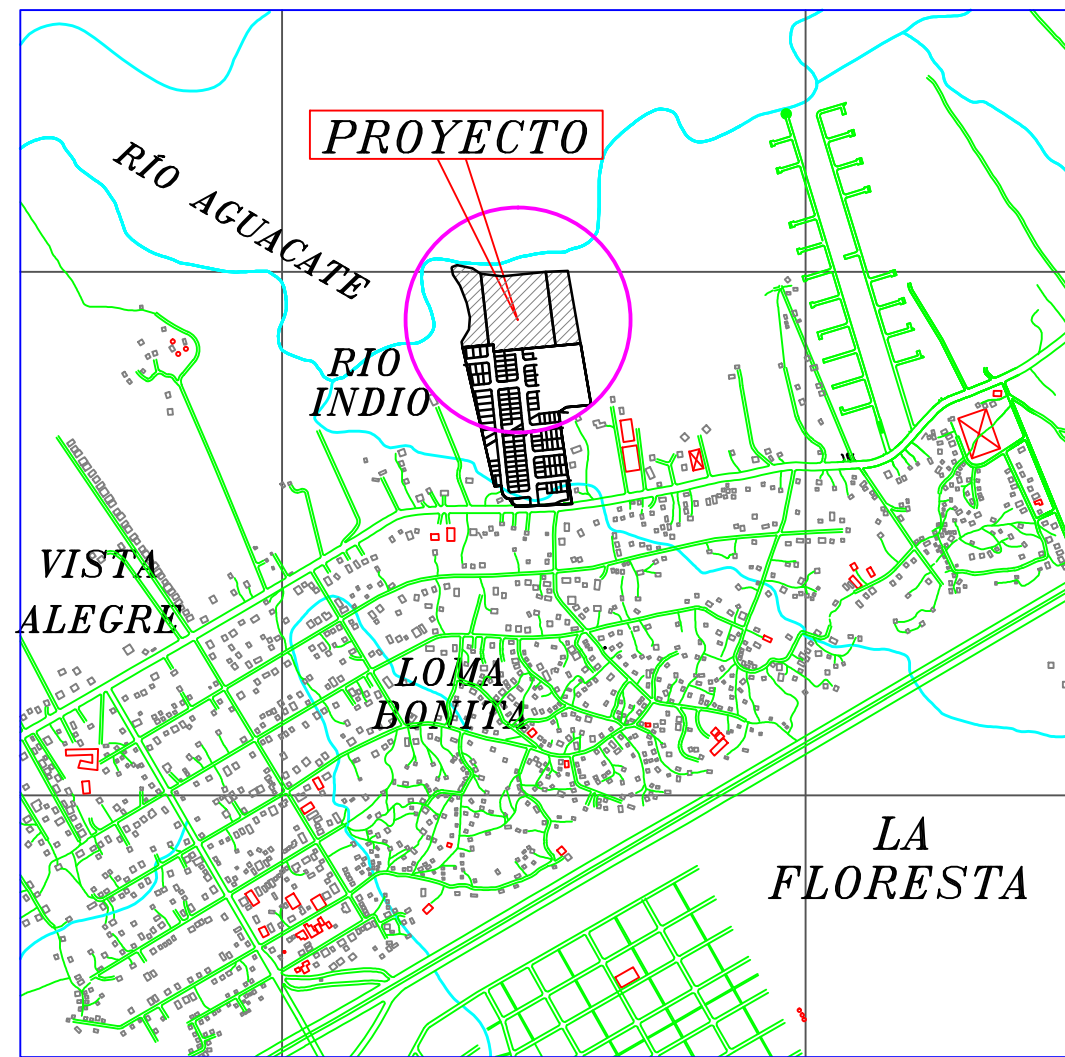 PROYECTO
RÍO AGUACATE
RIO
INDIO
VISTA
ALEGRE
LOMA
BONITA
LA
FLORESTA